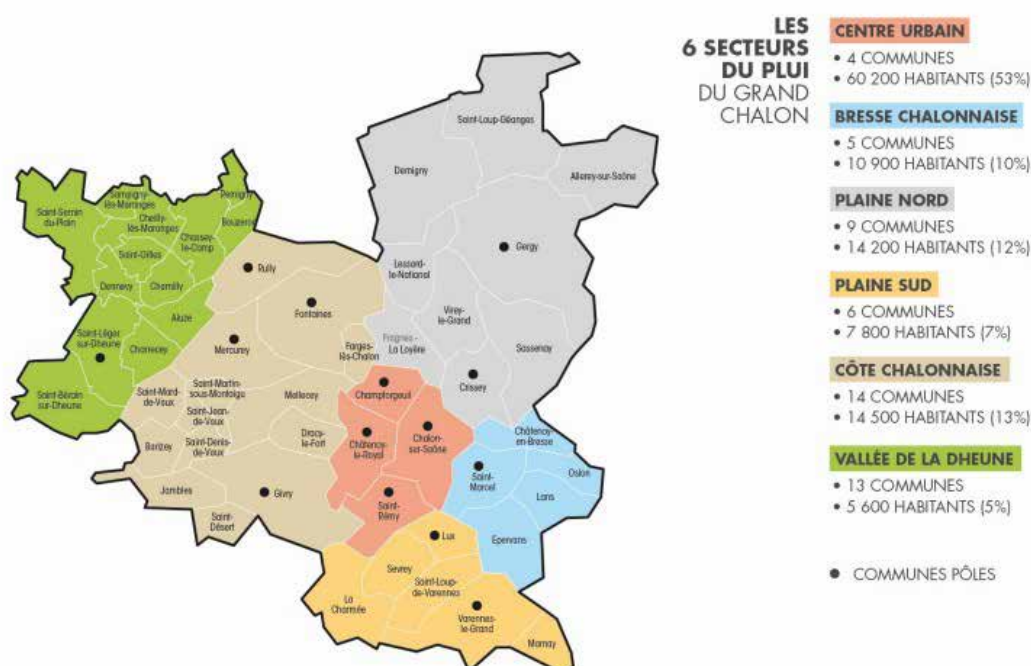 LES
6 SECTEURS
DU PLUI
DU GRAND
CHALON
CENTRE URBAIN
• 4 COMMUNES
• 60 200 HABITANTS (53%)
BRESSE CHALONNAISE
• 5 COMMUNES
• 10 900 HABITANTS (10%)
PLAINE NORD
• 9 COMMUNES
• 14 200 HABITANTS (12%)
PLAINE SUD
• 6 COMMUNES
• 7 800 HABITANTS (7%)
CÔTE CHALONNAISE
• 14 COMMUNES
• 14 500 HABITANTS (13%)
VALLÉE DE LA DHEUNE
• 13 COMMUNES
• 5 600 HABITANTS (5%)
● COMMUNES PÔLES
Saint-Loup-Géanges
Demigny
Allerey-sur-Saône
Gergy
Lessard-
le-National
Virey-
le-Grand
Fragnes -
La Loyère
Sassenay
Crissey
Sampigny-
lès-Maranges
Remigny
Saint-Sernin
du-Plain
Cheilly-
lès-Maranges
Chassey-
le-Camp
Bouzeron
Saint-Gilles
Dennevy
Chamilly
Aluze
Saint-Léger
sur-Dheune
Charrecey
Saint-Bérain
sur-Dheune
Rully
Fontaines
Mercurey
Farges-
lès-Chalon
Saint-Mard-
de-Vaux
Saint-Martin-
sous-Montaigu
Mellecey
Saint-Jean-
de-Vaux
Barizey
Saint-Denis-
de-Vaux
Dracy-
le-Fort
Jambles
Givry
Saint-
Désert
Champforgeuil
Châtenoy-
le-Royal
Chalon-
sur-Saône
Saint-
Rémy
Châtenoy-
en-Bresse
Saint-
Marcel
Oslon
Lans
Epervans
Lux
Sevrey
Saint-Loup-
de-Varennes
La
Charmée
Varennes-
le-Grand
Marnay